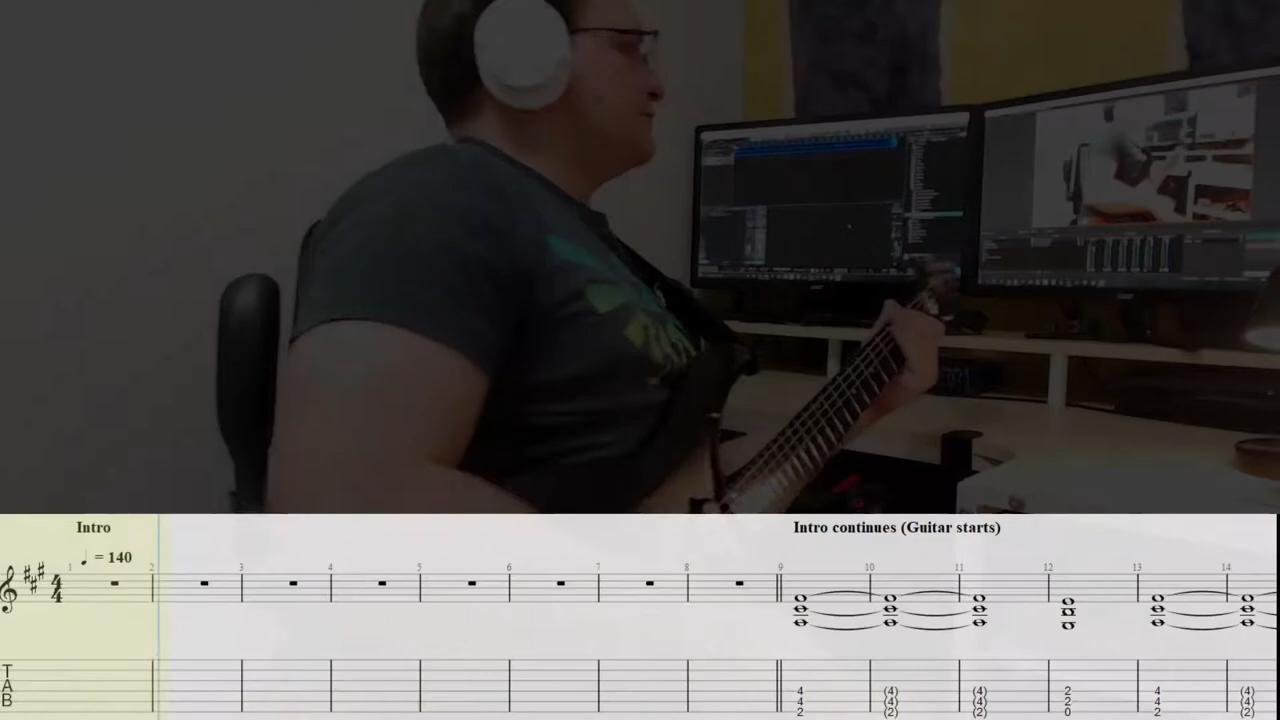 Intro
Intro continues (Guitar starts)
= 140
1 2 3 4 5 6 7 8 9 10 11 12 13 14
4
4
T
A
B
4 (4) (4) 2 4 (4)
4 (4) (4) 2 4 (4)
2 (2) (2) 0 2 (2)